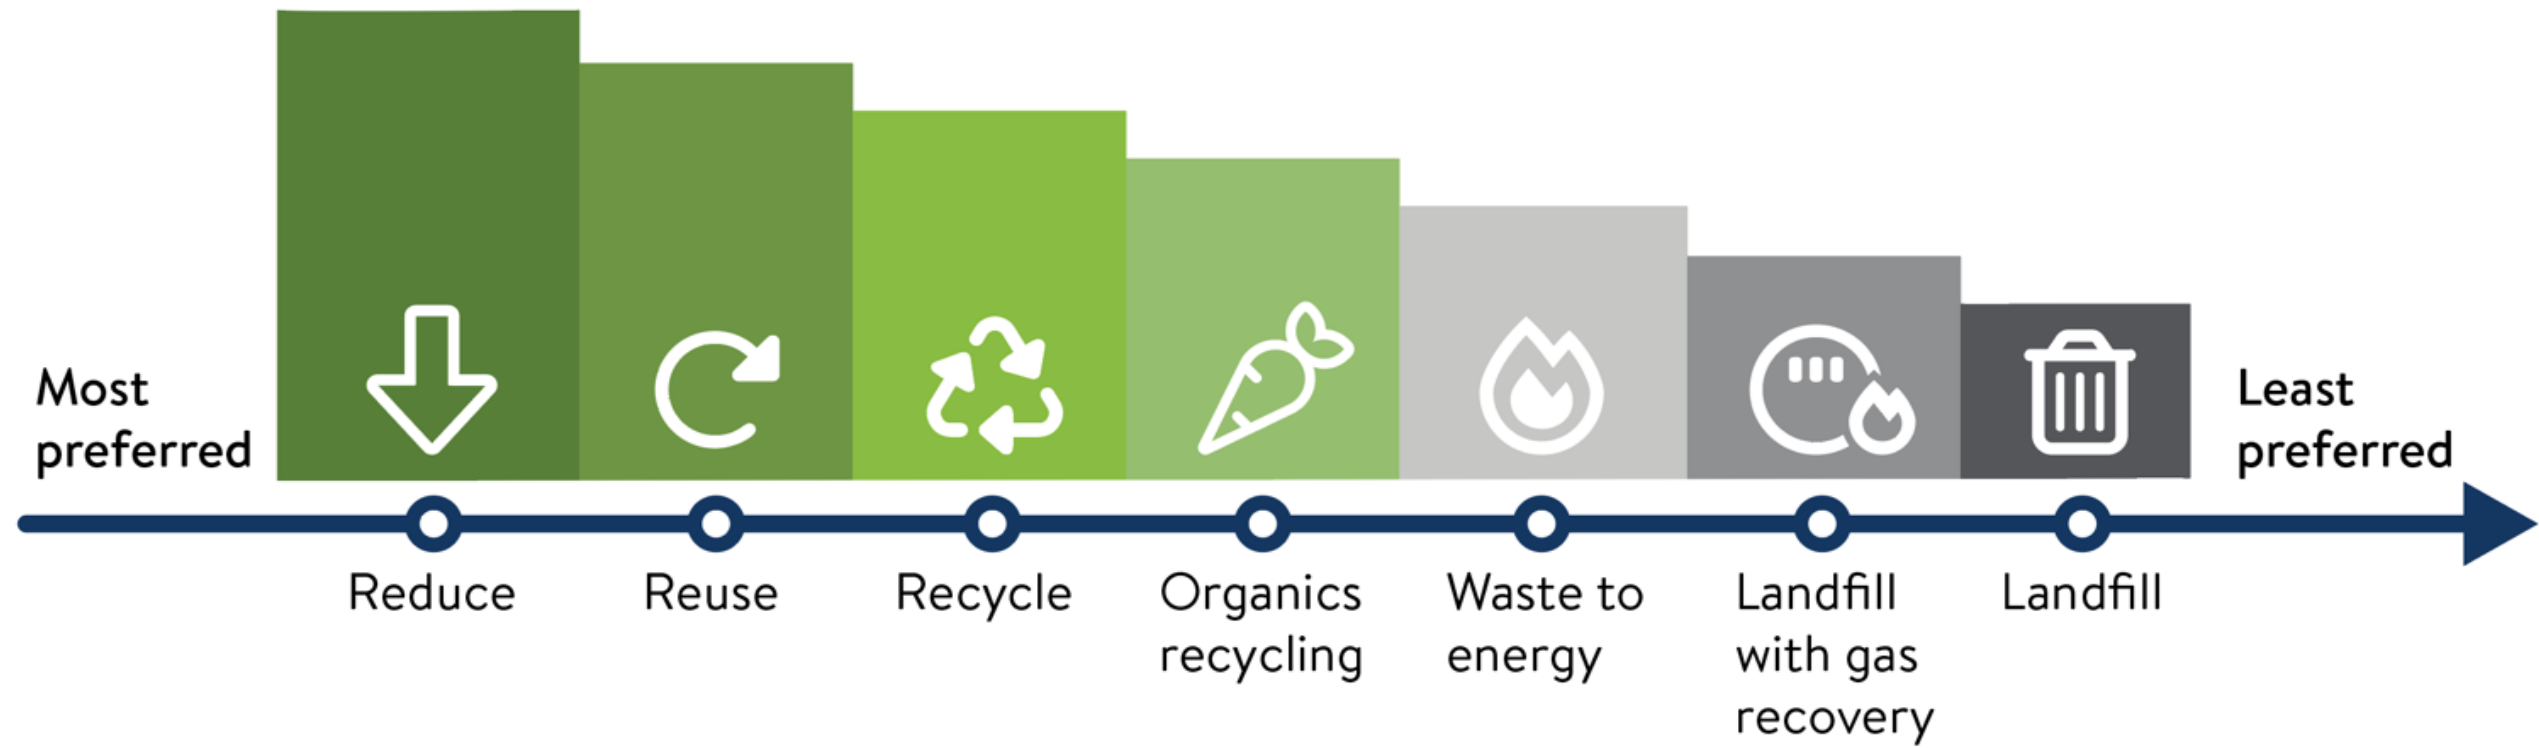 Most
preferred
Least
preferred
Reduce
Reuse
Recycle
Organics
recycling
Waste to
energy
Landfill
with gas
recovery
Landfill